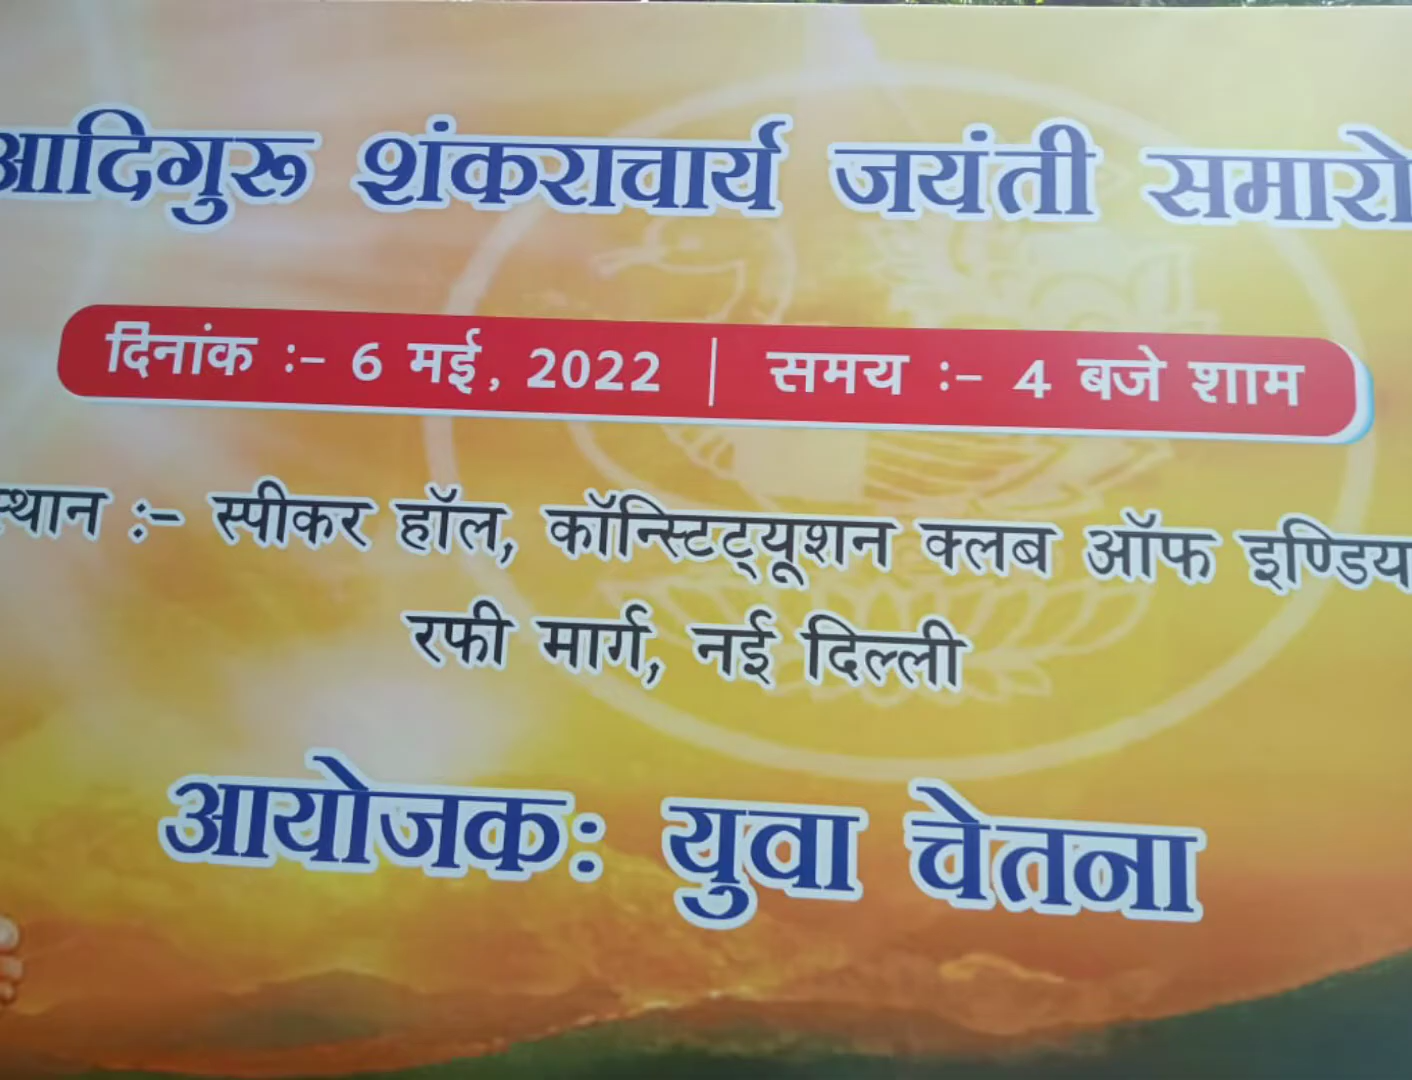 आदिगुरू शंकराचार्य जयंती समारो
दिनांक :- 6 मई, 2022 | समय :- 4 बजे शाम
स्थान :- स्पीकर हॉल, कॉन्स्टिट्यूशन क्लब ऑफ इण्डिय
रफी मार्ग, नई दिल्ली
आयोजक: युवा चेतना